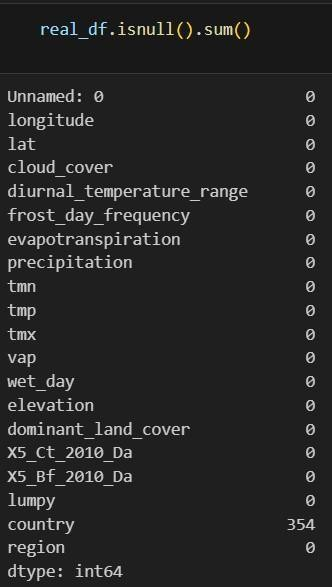 real_df.isnull().sum()
Unnamed: 0 0
longitude 0
lat 0
cloud_cover 0
diurnal_temperature_range 0
frost_day_frequency 0
evapotranspiration 0
precipitation 0
tmn 0
tmp 0
tmx 0
vap 0
wet_day 0
elevation 0
dominant_land_cover 0
X5_Ct_2010_Da 0
X5_Bf_2010_Da 0
lumpy 0
country 354
region 0
dtype: int64